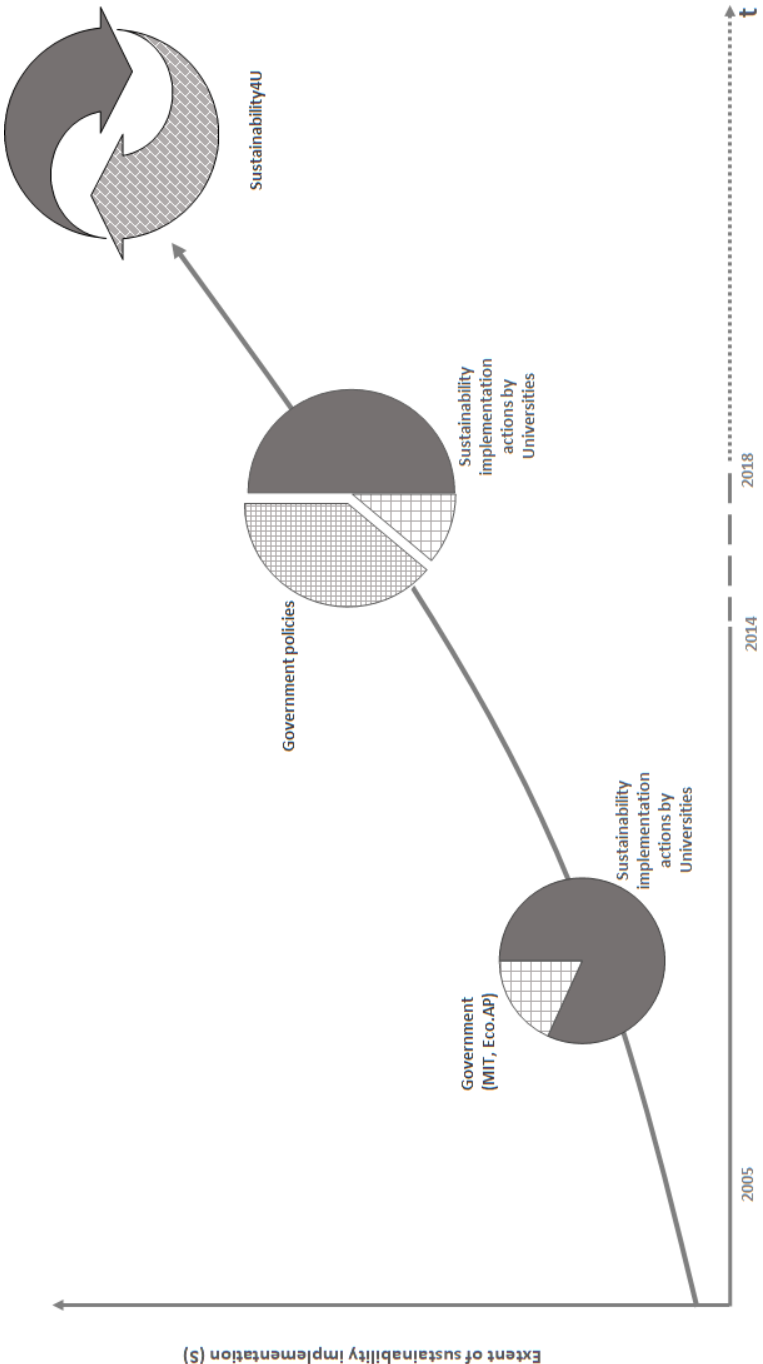 Extent of sustainability implementation (S)
Government
(MIT, Eco.AP)
Sustainability
implementation
actions by
Universities
Government policies
Sustainability
implementation
actions by
Universities
Sustainability4U
2005
2014
2018
t